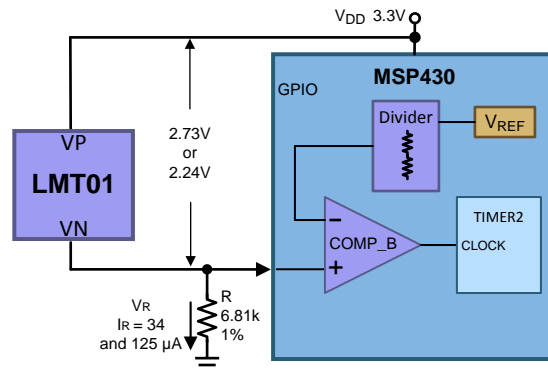 VDD 3.3V
MSP430
GPIO
Divider
VREF
2.73V
or
2.24V
VP
LMT01
VN
COMP_B
TIMER2
CLOCK
−
+
VR
IR = 34
and 125 µA
R
6.81k
1%